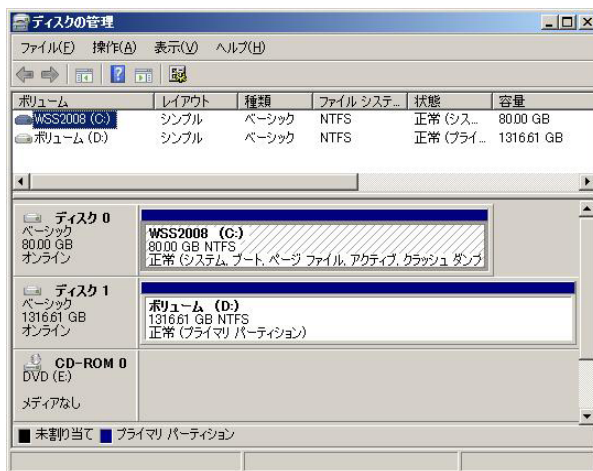 ディスクの管理
ファイル(F) 操作(A) 表示(V) ヘルプ(H)
ボリューム レイアウト 種類 ファイル システ... 状態 容量
WSS2008 (C:) シンプル ベーシック NTFS 正常 (シス... 80.00 GB
ボリューム (D:) シンプル ベーシック NTFS 正常 (プライ... 1316.61 GB
ディスク 0
ベーシック
80.00 GB
オンライン
WSS2008 (C:)
80.00 GB NTFS
正常 (システム, ブート, ページ ファイル, アクティブ, クラッシュ ダンプ
ディスク 1
ベーシック
1316.61 GB
オンライン
ボリューム (D:)
1316.61 GB NTFS
正常 (プライマリ パーティション)
CD-ROM 0
DVD (E:)
メディアなし
未割り当て プライマリ パーティション